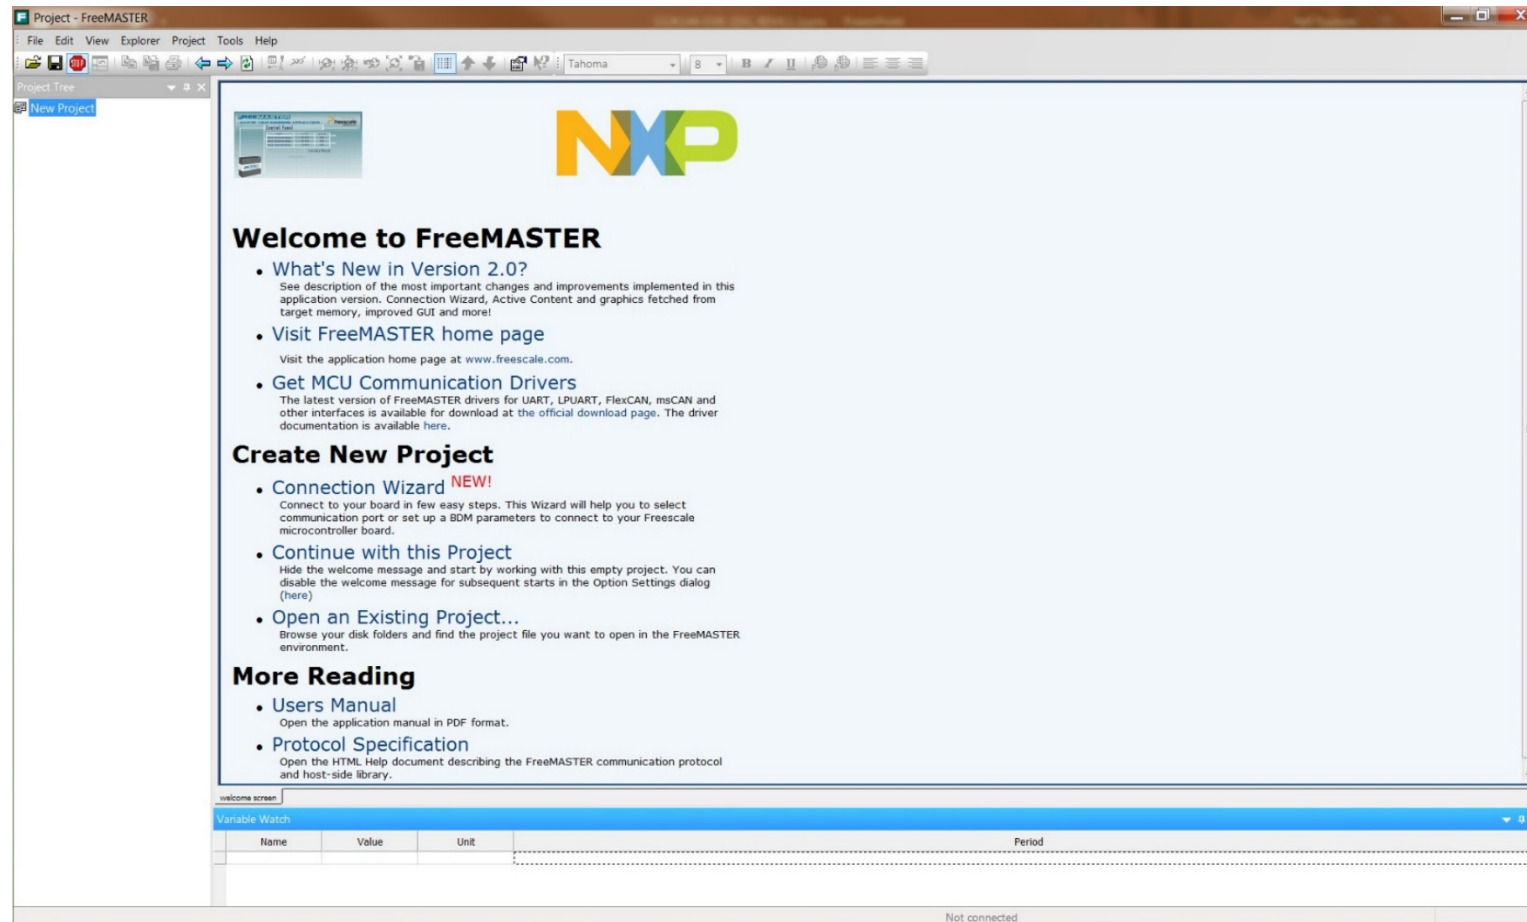 Project - FreeMASTER
File Edit View Explorer Project Tools Help
STOP
Tahoma 8 B I U
Project Tree
New Project
NXP
Welcome to FreeMASTER
• What's New in Version 2.0?
See description of the most important changes and improvements implemented in this
application version. Connection Wizard, Active Content and graphics fetched from
target memory, improved GUI and more!
• Visit FreeMASTER home page
Visit the application home page at www.freescale.com.
• Get MCU Communication Drivers
The latest version of FreeMASTER drivers for UART, LPUART, FlexCAN, msCAN and
other interfaces is available for download at the official download page. The driver
documentation is available here.
Create New Project
• Connection Wizard NEW!
Connect to your board in few easy steps. This Wizard will help you to select
communication port or set up a BDM parameters to connect to your Freescale
microcontroller board.
• Continue with this Project
Hide the welcome message and start by working with this empty project. You can
disable the welcome message for subsequent starts in the Option Settings dialog
(here)
• Open an Existing Project...
Browse your disk folders and find the project file you want to open in the FreeMASTER
environment.
More Reading
• Users Manual
Open the application manual in PDF format.
• Protocol Specification
Open the HTML Help document describing the FreeMASTER communication protocol
and host-side library.
welcome screen
Variable Watch
Name Value Unit Period
Not connected